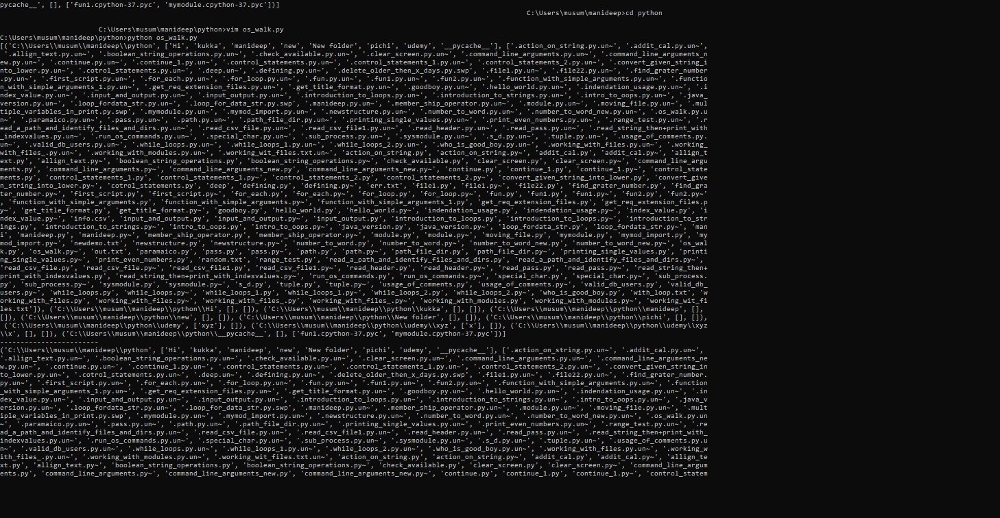 pycache__', [], ['fun1.cpython-37.pyc', 'mymodule.cpython-37.pyc'])]
C:\Users\musum\manideep>cd python
C:\Users\musum\manideep\python>vim os_walk.py
C:\Users\musum\manideep\python>python os_walk.py
[('C:\\Users\\musum\\manideep\\python', ['Hi', 'kukka', 'manideep', 'new', 'New folder', 'pichi', 'udemy', '__pycache__'], ['.action_on_string.py.un~', '.addit_cal.py.un~',
'.allign_text.py.un~', '.boolean_string_operations.py.un~', '.check_available.py.un~', '.clear_screen.py.un~', '.command_line_arguments.py.un~', '.command_line_arguments_n
ew.py.un~', '.continue.py.un~', '.continue_1.py.un~', '.control_statements.py.un~', '.control_statements_1.py.un~', '.control_statements_2.py.un~', '.convert_given_string_i
nto_lower.py.un~', '.cotrol_statements.py.un~', '.deep.un~', '.defining.py.un~', '.delete_older_then_x_days.py.swp', '.file1.py.un~', '.file22.py.un~', '.find_grater_number
.py.un~', '.first_script.py.un~', '.for_each.py.un~', '.for_loop.py.un~', '.fun.py.un~', '.fun1.py.un~', '.fun2.py.un~', '.function_with_simple_arguments.py.un~', '.functio
n_with_simple_arguments_1.py.un~', '.get_req_extension_files.py.un~', '.get_title_format.py.un~', '.goodboy.py.un~', '.hello_world.py.un~', '.indendation_usage.py.un~', '.i
ndex_value.py.un~', '.input_and_output.py.un~', '.input_output.py.un~', '.introduction_to_loops.py.un~', '.introduction_to_strings.py.un~', '.intro_to_oops.py.un~', '.java_
version.py.un~', '.loop_fordata_str.py.un~', '.loop_for_data_str.py.swp', '.manideep.py.un~', '.member_ship_operator.py.un~', '.module.py.un~', '.moving_file.py.un~', '.mul
tiple_variables_in_print.py.swp', '.mymodule.py.un~', '.mymod_import.py.un~', '.newstructure.py.un~', '.number_to_word.py.un~', '.number_to_word_new.py.un~', '.os_walk.py.u
n~', '.paramaico.py.un~', '.pass.py.un~', '.path.py.un~', '.path_file_dir.py.un~', '.printing_single_values.py.un~', '.print_even_numbers.py.un~', '.range_test.py.un~', '.r
ead_a_path_and_identify_files_and_dirs.py.un~', '.read_csv_file.py.un~', '.read_csv_file1.py.un~', '.read_header.py.un~', '.read_pass.py.un~', '.read_string_then+print_with
_indexvalues.py.un~', '.run_os_commands.py.un~', '.special_char.py.un~', '.sub_process.py.un~', '.sysmodule.py.un~', '.s_d.py.un~', '.tuple.py.un~', '.usage_of_comments.py.
un~', '.valid_db_users.py.un~', '.while_loops.py.un~', '.while_loops_1.py.un~', '.while_loops_2.py.un~', '.who_is_good_boy.py.un~', '.working_with_files.py.un~', '.working_
with_files_.py.un~', '.working_with_modules.py.un~', '.working_wit_files.txt.un~', 'action_on_string.py', 'action_on_string.py~', 'addit_cal.py', 'addit_cal.py~', 'allign_t
ext.py', 'allign_text.py~', 'boolean_string_operations.py', 'boolean_string_operations.py~', 'check_available.py', 'clear_screen.py', 'clear_screen.py~', 'command_line_argu
ments.py', 'command_line_arguments.py~', 'command_line_arguments_new.py', 'command_line_arguments_new.py~', 'continue.py', 'continue_1.py', 'continue_1.py~', 'control_state
ments.py', 'control_statements_1.py', 'control_statements_1.py~', 'control_statements_2.py', 'control_statements_2.py~', 'convert_given_string_into_lower.py', 'convert_give
n_string_into_lower.py~', 'cotrol_statements.py', 'deep', 'defining.py', 'defining.py~', 'err.txt', 'file1.py', 'file1.py~', 'file22.py', 'find_grater_number.py', 'find_gra
ter_number.py~', 'first_script.py', 'first_script.py~', 'for_each.py', 'for_each.py~', 'for_loop.py', 'for_loop.py~', 'fun.py', 'fun1.py', 'fun1.py~', 'fun2.py', 'fun2.py~'
, 'function_with_simple_arguments.py', 'function_with_simple_arguments.py~', 'function_with_simple_arguments_1.py', 'get_req_extension_files.py', 'get_req_extension_files.p
y~', 'get_title_format.py', 'get_title_format.py~', 'goodboy.py', 'hello_world.py', 'hello_world.py~', 'indendation_usage.py', 'indendation_usage.py~', 'index_value.py', 'i
ndex_value.py~', 'info.csv', 'input_and_output.py', 'input_and_output.py~', 'input_output.py', 'introduction_to_loops.py', 'introduction_to_loops.py~', 'introduction_to_str
ings.py', 'introduction_to_strings.py~', 'intro_to_oops.py', 'intro_to_oops.py~', 'java_version.py', 'java_version.py~', 'loop_fordata_str.py', 'loop_fordata_str.py~', 'man
i', 'manideep.py', 'manideep.py~', 'member_ship_operator.py', 'member_ship_operator.py~', 'module.py', 'module.py~', 'moving_file.py', 'mymodule.py', 'mymod_import.py', 'my
mod_import.py~', 'newdemo.txt', 'newstructure.py', 'newstructure.py~', 'number_to_word.py', 'number_to_word.py~', 'number_to_word_new.py', 'number_to_word_new.py~', 'os_wal
k.py', 'os_walk.py~', 'out.txt', 'paramaico.py', 'pass.py', 'pass.py~', 'path.py', 'path.py~', 'path_file_dir.py', 'path_file_dir.py~', 'printing_single_values.py', 'printi
ng_single_values.py~', 'print_even_numbers.py', 'random.txt', 'range_test.py', 'read_a_path_and_identify_files_and_dirs.py', 'read_a_path_and_identify_files_and_dirs.py~',
'read_csv_file.py', 'read_csv_file.py~', 'read_csv_file1.py', 'read_csv_file1.py~', 'read_header.py', 'read_header.py~', 'read_pass.py', 'read_pass.py~', 'read_string_then+
print_with_indexvalues.py', 'read_string_then+print_with_indexvalues.py~', 'run_os_commands.py', 'run_os_commands.py~', 'special_char.py', 'special_char.py~', 'sub_process.
py', 'sub_process.py~', 'sysmodule.py', 'sysmodule.py~', 's_d.py', 'tuple.py', 'tuple.py~', 'usage_of_comments.py', 'usage_of_comments.py~', 'valid_db_users.py', 'valid_db_
users.py~', 'while_loops.py', 'while_loops.py~', 'while_loops_1.py', 'while_loops_1.py~', 'while_loops_2.py', 'while_loops_2.py~', 'who_is_good_boy.py', 'with_loop.txt', 'w
orking_with_files.py', 'working_with_files.py~', 'working_with_files_.py', 'working_with_files_.py~', 'working_with_modules.py', 'working_with_modules.py~', 'working_wit_fi
les.txt']), ('C:\\Users\\musum\\manideep\\python\\Hi', [], []), ('C:\\Users\\musum\\manideep\\python\\kukka', [], []), ('C:\\Users\\musum\\manideep\\python\\manideep', [],
[]), ('C:\\Users\\musum\\manideep\\python\\new', [], []), ('C:\\Users\\musum\\manideep\\python\\New folder', [], []), ('C:\\Users\\musum\\manideep\\python\\pichi', [], []),
('C:\\Users\\musum\\manideep\\python\\udemy', ['xyz'], []), ('C:\\Users\\musum\\manideep\\python\\udemy\\xyz', ['x'], []), ('C:\\Users\\musum\\manideep\\python\\udemy\\xyz
\\x', [], []), ('C:\\Users\\musum\\manideep\\python\\__pycache__', [], ['fun1.cpython-37.pyc', 'mymodule.cpython-37.pyc'])]
------------------------
('C:\\Users\\musum\\manideep\\python', ['Hi', 'kukka', 'manideep', 'new', 'New folder', 'pichi', 'udemy', '__pycache__'], ['.action_on_string.py.un~', '.addit_cal.py.un~',
'.allign_text.py.un~', '.boolean_string_operations.py.un~', '.check_available.py.un~', '.clear_screen.py.un~', '.command_line_arguments.py.un~', '.command_line_arguments_ne
w.py.un~', '.continue.py.un~', '.continue_1.py.un~', '.control_statements.py.un~', '.control_statements_1.py.un~', '.control_statements_2.py.un~', '.convert_given_string_in
to_lower.py.un~', '.cotrol_statements.py.un~', '.deep.un~', '.defining.py.un~', '.delete_older_then_x_days.py.swp', '.file1.py.un~', '.file22.py.un~', '.find_grater_number.
py.un~', '.first_script.py.un~', '.for_each.py.un~', '.for_loop.py.un~', '.fun.py.un~', '.fun1.py.un~', '.fun2.py.un~', '.function_with_simple_arguments.py.un~', '.function
_with_simple_arguments_1.py.un~', '.get_req_extension_files.py.un~', '.get_title_format.py.un~', '.goodboy.py.un~', '.hello_world.py.un~', '.indendation_usage.py.un~', '.in
dex_value.py.un~', '.input_and_output.py.un~', '.input_output.py.un~', '.introduction_to_loops.py.un~', '.introduction_to_strings.py.un~', '.intro_to_oops.py.un~', '.java_v
ersion.py.un~', '.loop_fordata_str.py.un~', '.loop_for_data_str.py.swp', '.manideep.py.un~', '.member_ship_operator.py.un~', '.module.py.un~', '.moving_file.py.un~', '.mult
iple_variables_in_print.py.swp', '.mymodule.py.un~', '.mymod_import.py.un~', '.newstructure.py.un~', '.number_to_word.py.un~', '.number_to_word_new.py.un~', '.os_walk.py.un
~', '.paramaico.py.un~', '.pass.py.un~', '.path.py.un~', '.path_file_dir.py.un~', '.printing_single_values.py.un~', '.print_even_numbers.py.un~', '.range_test.py.un~', '.re
ad_a_path_and_identify_files_and_dirs.py.un~', '.read_csv_file.py.un~', '.read_csv_file1.py.un~', '.read_header.py.un~', '.read_pass.py.un~', '.read_string_then+print_with_
indexvalues.py.un~', '.run_os_commands.py.un~', '.special_char.py.un~', '.sub_process.py.un~', '.sysmodule.py.un~', '.s_d.py.un~', '.tuple.py.un~', '.usage_of_comments.py.u
n~', '.valid_db_users.py.un~', '.while_loops.py.un~', '.while_loops_1.py.un~', '.while_loops_2.py.un~', '.who_is_good_boy.py.un~', '.working_with_files.py.un~', '.working_w
ith_files_.py.un~', '.working_with_modules.py.un~', '.working_wit_files.txt.un~', 'action_on_string.py', 'action_on_string.py~', 'addit_cal.py', 'addit_cal.py~', 'allign_te
xt.py', 'allign_text.py~', 'boolean_string_operations.py', 'boolean_string_operations.py~', 'check_available.py', 'clear_screen.py', 'clear_screen.py~', 'command_line_argum
ents.py', 'command_line_arguments.py~', 'command_line_arguments_new.py', 'command_line_arguments_new.py~', 'continue.py', 'continue_1.py', 'continue_1.py~', 'control_statem